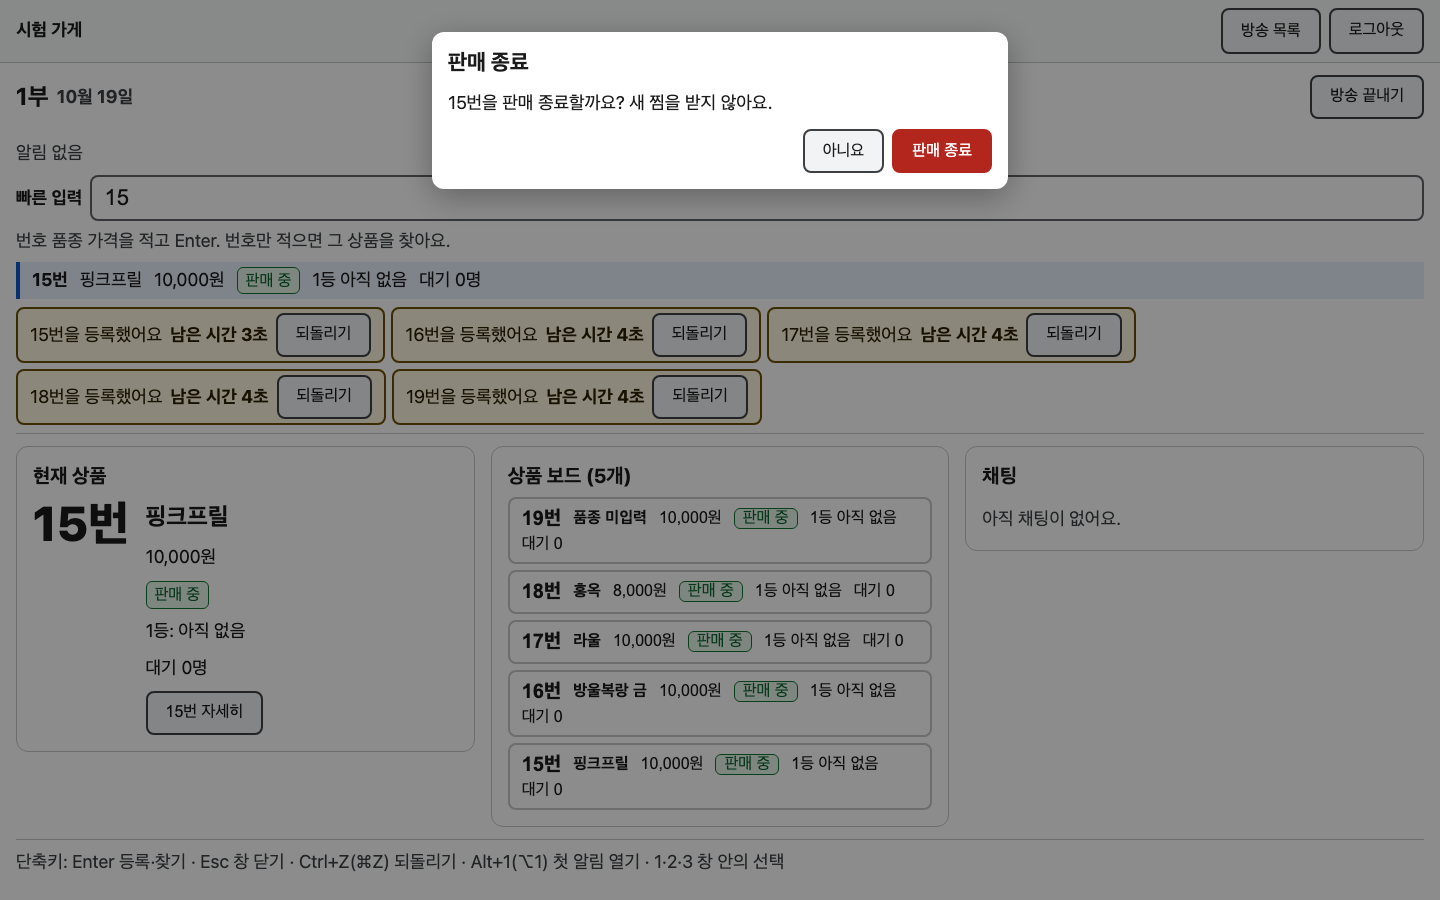 시험 가게
방송 목록
로그아웃
판매 종료
15번을 판매 종료할까요? 새 찜을 받지 않아요.
아니요
판매 종료
1부 10월 19일
방송 끝내기
알림 없음
빠른 입력 15
번호 품종 가격을 적고 Enter. 번호만 적으면 그 상품을 찾아요.
15번 핑크프릴 10,000원 판매 중 1등 아직 없음 대기 0명
15번을 등록했어요 남은 시간 3초 되돌리기
16번을 등록했어요 남은 시간 4초 되돌리기
17번을 등록했어요 남은 시간 4초 되돌리기
18번을 등록했어요 남은 시간 4초 되돌리기
19번을 등록했어요 남은 시간 4초 되돌리기
현재 상품
15번 핑크프릴
10,000원
판매 중
1등: 아직 없음
대기 0명
15번 자세히
상품 보드 (5개)
19번 품종 미입력 10,000원 판매 중 1등 아직 없음
대기 0
18번 홍옥 8,000원 판매 중 1등 아직 없음 대기 0
17번 라울 10,000원 판매 중 1등 아직 없음 대기 0
16번 방울복랑 금 10,000원 판매 중 1등 아직 없음
대기 0
15번 핑크프릴 10,000원 판매 중 1등 아직 없음
대기 0
채팅
아직 채팅이 없어요.
단축키: Enter 등록·찾기 · Esc 창 닫기 · Ctrl+Z(⌘Z) 되돌리기 · Alt+1(⌥1) 첫 알림 열기 · 1·2·3 창 안의 선택